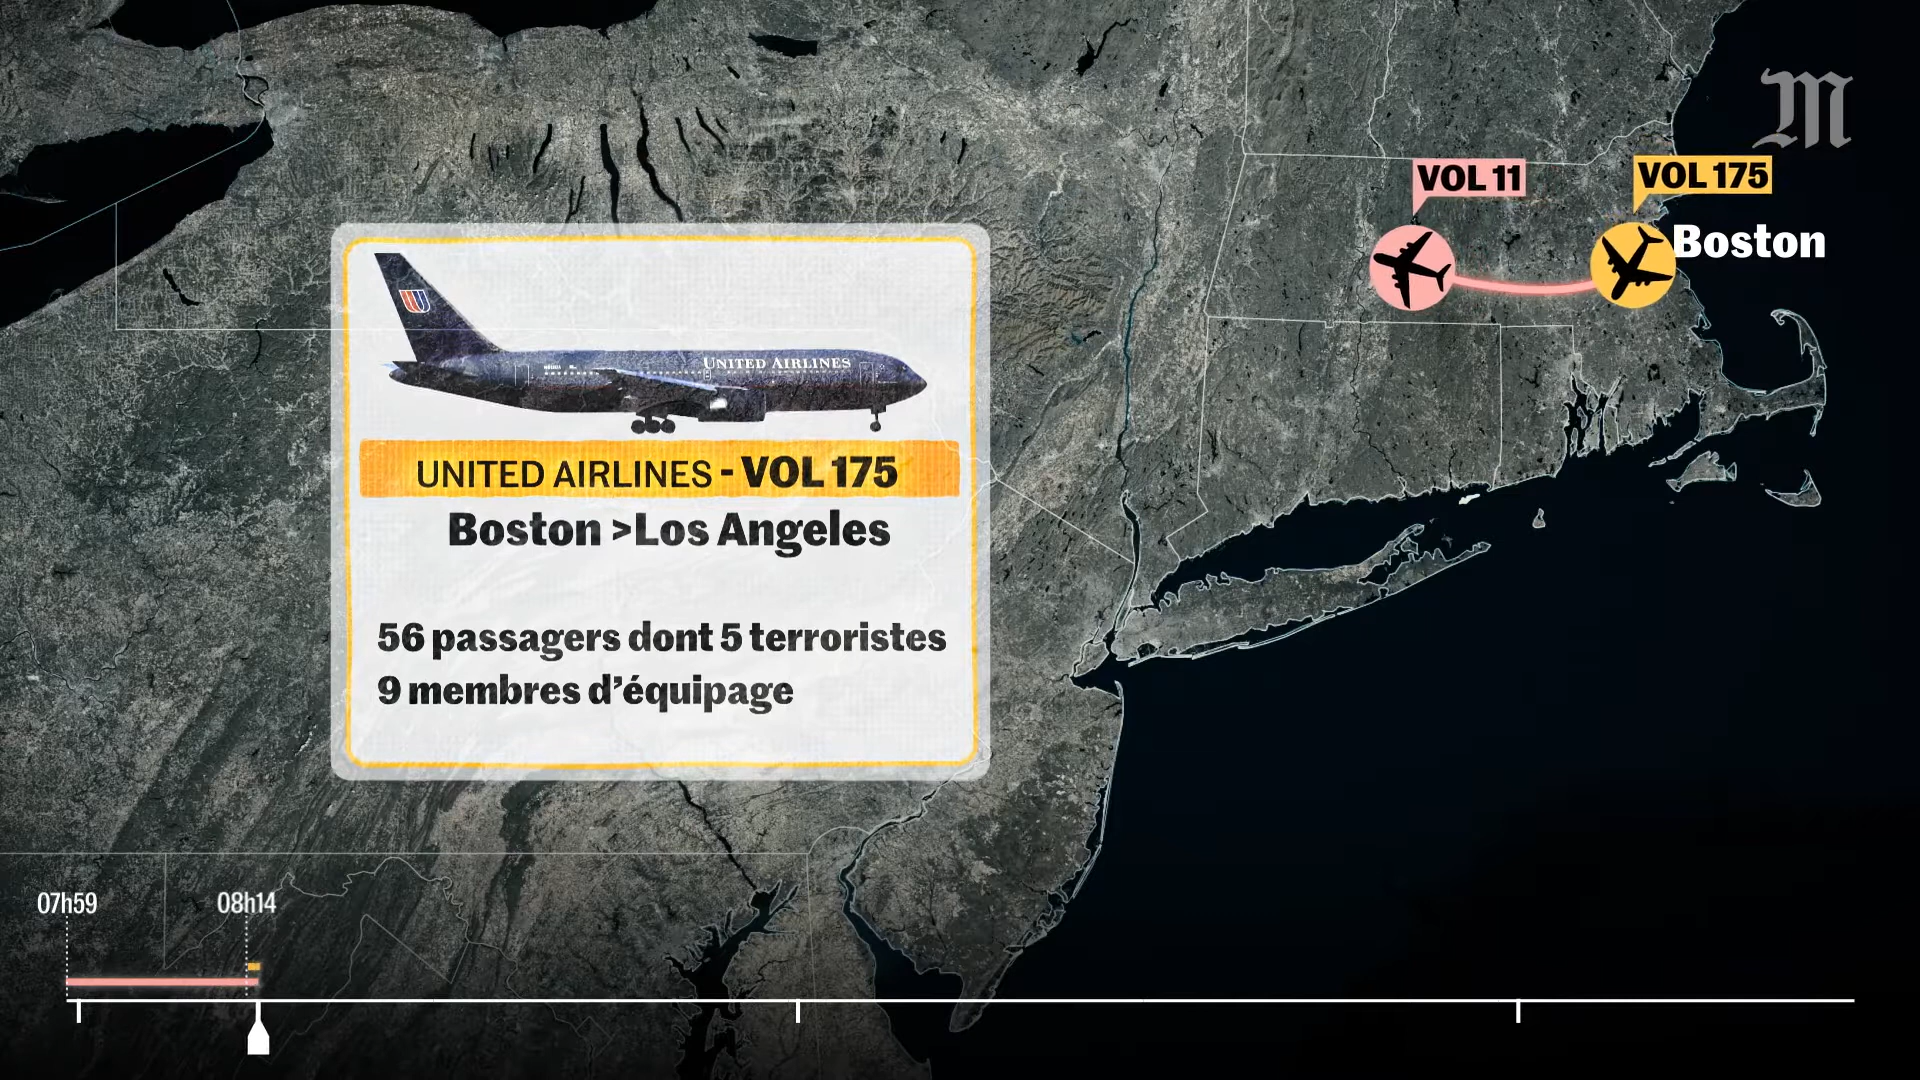 M
VOL 11
VOL 175
Boston
UNITED AIRLINES
UNITED AIRLINES - VOL 175
Boston >Los Angeles
56 passagers dont 5 terroristes
9 membres d'équipage
07h59
08h14